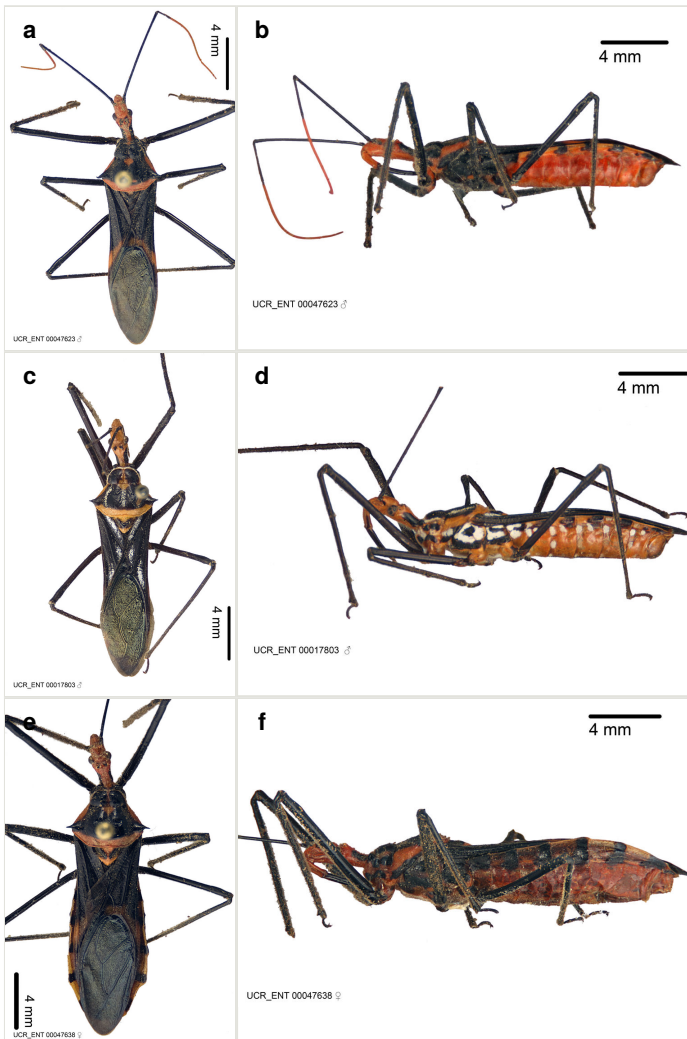 a
4 mm
UCR_ENT 00047623 ♂
b
4 mm
UCR_ENT 00047623 ♂
c
4 mm
UCR_ENT 00017803 ♂
d
4 mm
UCR_ENT 00017803 ♂
e
4 mm
UCR_ENT 00047638 ♀
f
4 mm
UCR_ENT 00047638 ♀